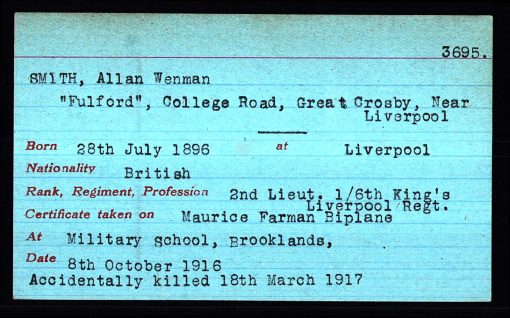 3695.
SMITH, Allan Wenman
"Fulford", College Road, Great Crosby, Near
Liverpool
Born 28th July 1896 at Liverpool
Nationality British
Rank, Regiment, Profession 2nd Lieut. 1/6th King's
Liverpool Regt.
Certificate taken on Maurice Farman Biplane
At Military School, Brooklands,
Date 8th October 1916
Accidentally killed 18th March 1917